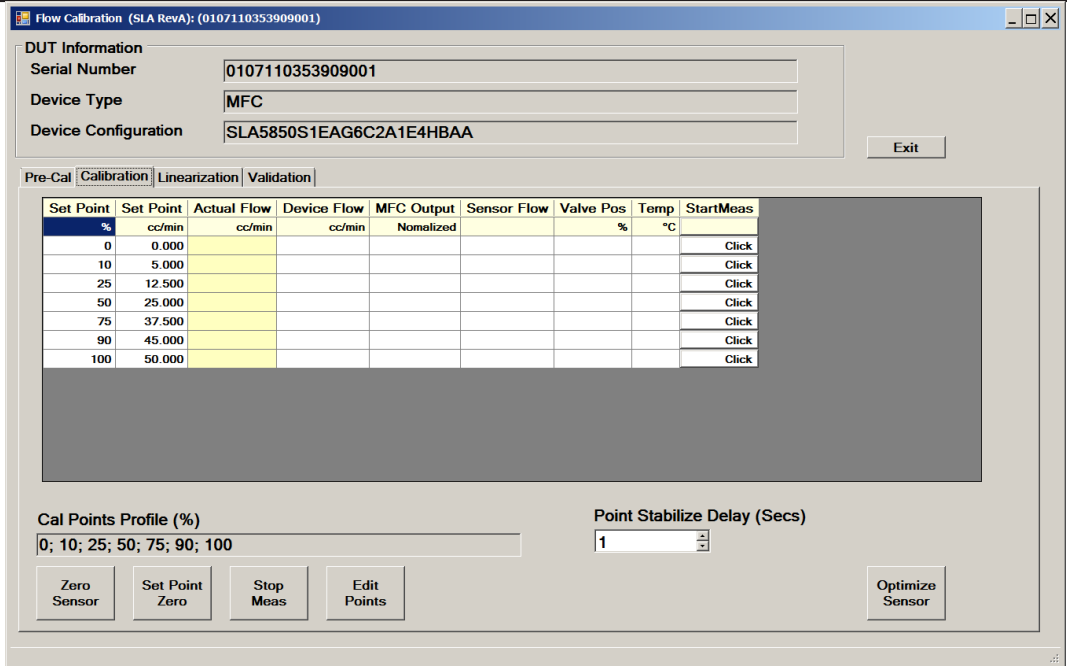 Flow Calibration (SLA RevA): (0107110353909001)
DUT Information
Serial Number 0107110353909001
Device Type MFC
Device Configuration SLA5850S1EAG6C2A1E4HBAA
Exit
Pre-Cal Calibration Linearization Validation
Set Point Set Point Actual Flow Device Flow MFC Output Sensor Flow Valve Pos Temp StartMeas
% cc/min cc/min cc/min Nomalized % °C
0 0.000 Click
10 5.000 Click
25 12.500 Click
50 25.000 Click
75 37.500 Click
90 45.000 Click
100 50.000 Click
Cal Points Profile (%)
0; 10; 25; 50; 75; 90; 100
Point Stabilize Delay (Secs)
1
Zero Sensor
Set Point Zero
Stop Meas
Edit Points
Optimize Sensor